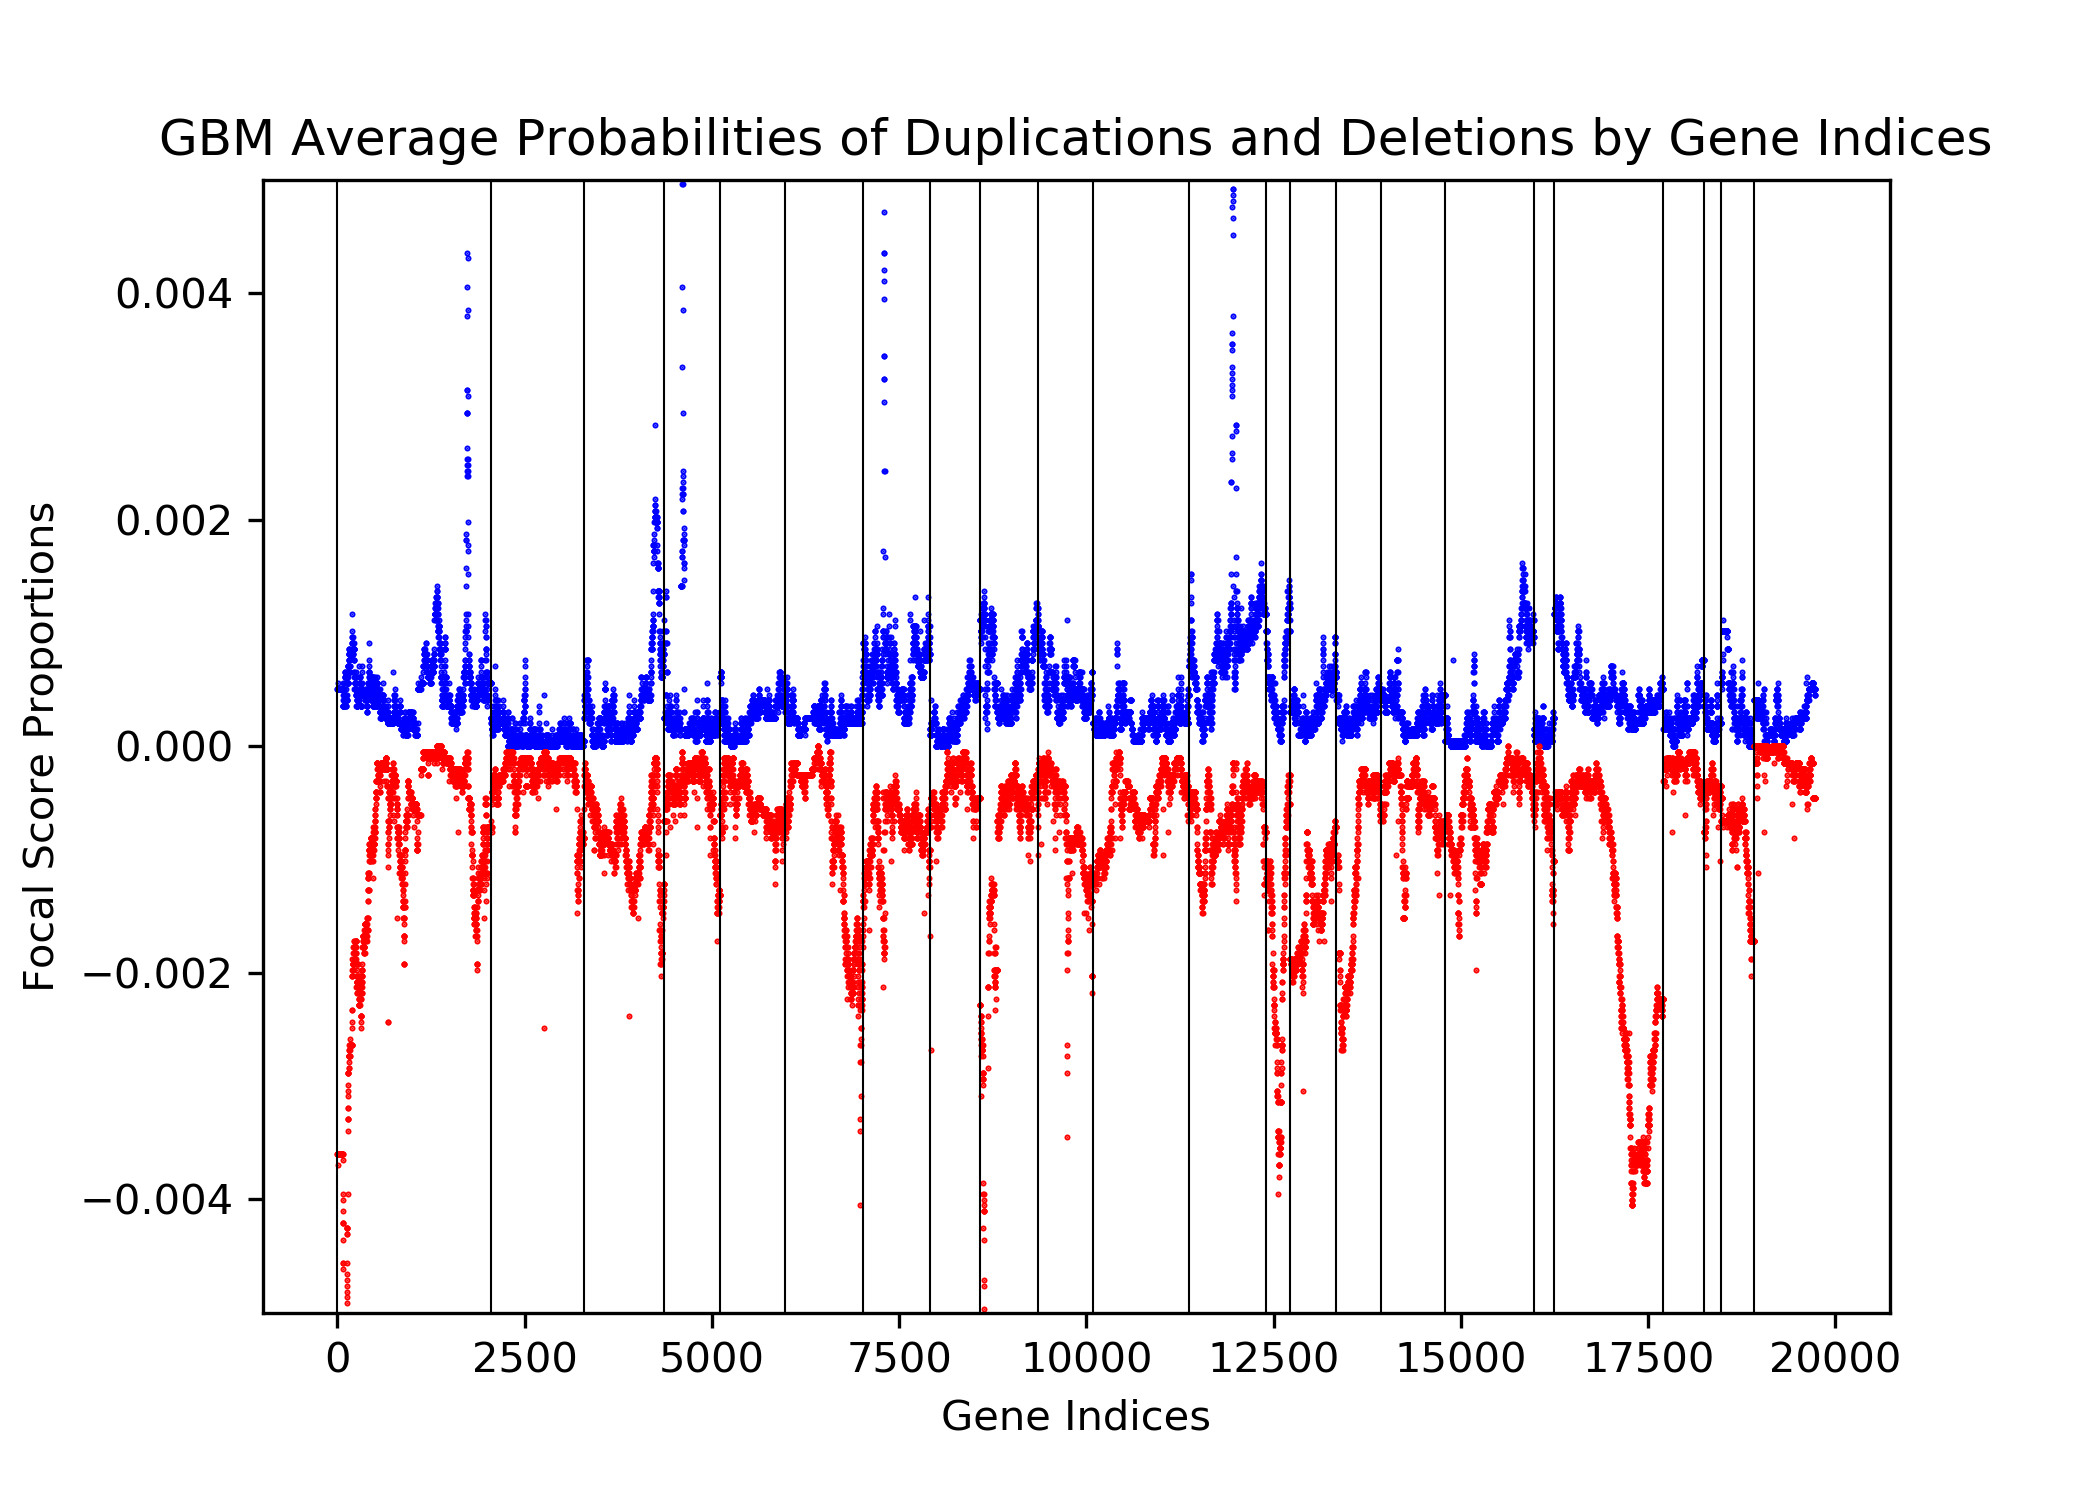 GBM Average Probabilities of Duplications and Deletions by Gene Indices
0.004
0.002
0.000
−0.002
−0.004
Focal Score Proportions
0 2500 5000 7500 10000 12500 15000 17500 20000
Gene Indices